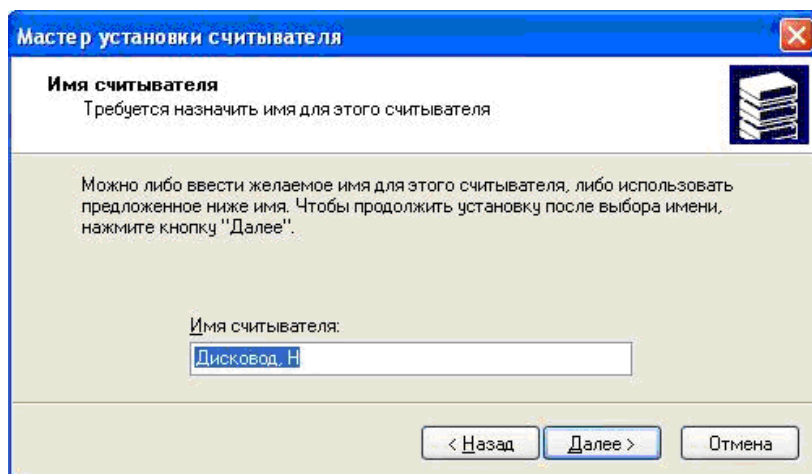 Мастер установки считывателя
Имя считывателя
Требуется назначить имя для этого считывателя
Можно либо ввести желаемое имя для этого считывателя, либо использовать
предложенное ниже имя. Чтобы продолжить установку после выбора имени,
нажмите кнопку "Далее".
Имя считывателя:
Дисковод, H
< Назад Далее > Отмена